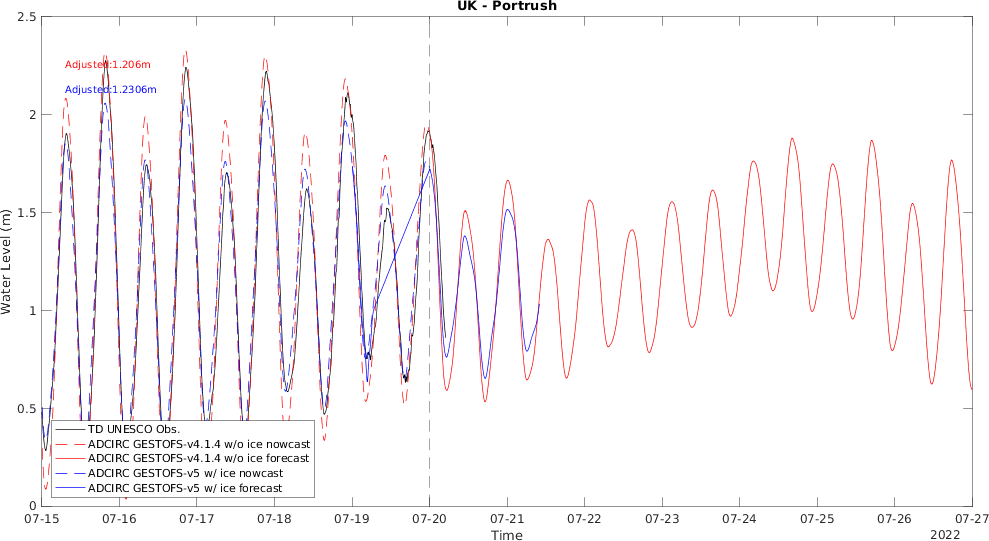 UK - Portrush
Adjusted:1.206m
Adjusted:1.2306m
Water Level (m)
2.5
2
1.5
1
0.5
0
TD UNESCO Obs.
ADCIRC GESTOFS-v4.1.4 w/o ice nowcast
ADCIRC GESTOFS-v4.1.4 w/o ice forecast
ADCIRC GESTOFS-v5 w/ ice nowcast
ADCIRC GESTOFS-v5 w/ ice forecast
07-15 07-16 07-17 07-18 07-19 07-20 07-21 07-22 07-23 07-24 07-25 07-26 07-27
Time
2022